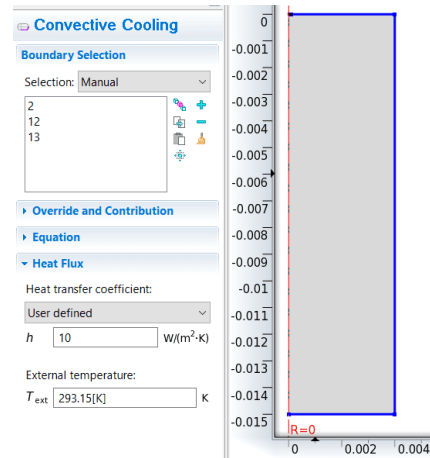 Convective Cooling
Boundary Selection
Selection: Manual
2
12
13
Override and Contribution
Equation
Heat Flux
Heat transfer coefficient:
User defined
h 10 W/(m²·K)
External temperature:
T ext 293.15[K] K
0
-0.001
-0.002
-0.003
-0.004
-0.005
-0.006
-0.007
-0.008
-0.009
-0.01
-0.011
-0.012
-0.013
-0.014
-0.015
R=0
0 0.002 0.004